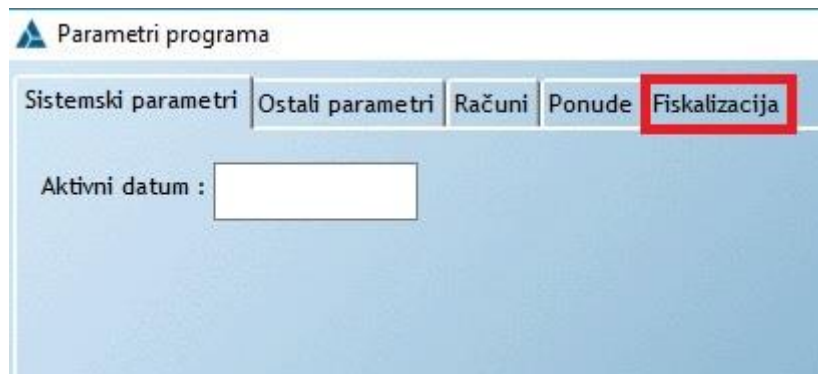 Parametri programa
Sistemski parametri Ostali parametri Računi Ponude Fiskalizacija
Aktivni datum :